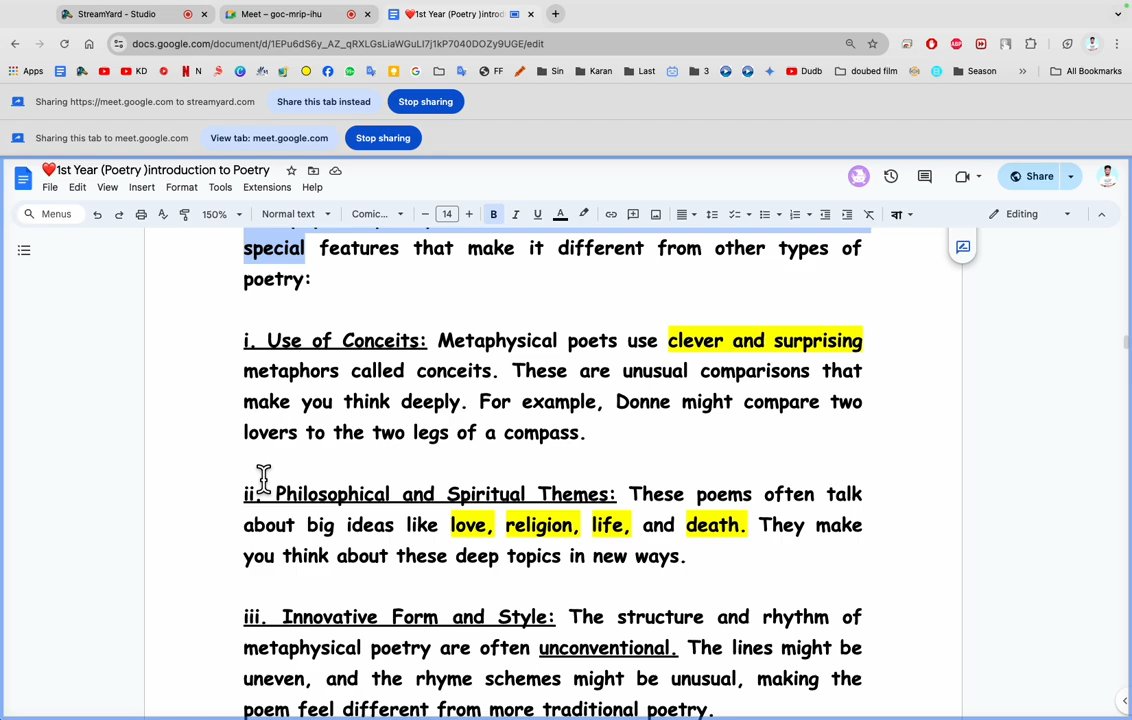 StreamYard - Studio
Meet – goc-mrip-ihu
❤️1st Year (Poetry )introd
docs.google.com/document/d/1EPu6dS6y_AZ_qRXLGsLiaWGuLI7j1kP7040DOZy9UGE/edit
Apps KD N FF Sin Karan Last 3 Dudb doubed film Season » All Bookmarks
Sharing https://meet.google.com to streamyard.com Share this tab instead Stop sharing
Sharing this tab to meet.google.com View tab: meet.google.com Stop sharing
❤️1st Year (Poetry )introduction to Poetry
File Edit View Insert Format Tools Extensions Help
Share
Menus 150% Normal text Comic... 14 B I U A Editing
special features that make it different from other types of
poetry:
i. Use of Conceits: Metaphysical poets use clever and surprising
metaphors called conceits. These are unusual comparisons that
make you think deeply. For example, Donne might compare two
lovers to the two legs of a compass.
ii. Philosophical and Spiritual Themes: These poems often talk
about big ideas like love, religion, life, and death. They make
you think about these deep topics in new ways.
iii. Innovative Form and Style: The structure and rhythm of
metaphysical poetry are often unconventional. The lines might be
uneven, and the rhyme schemes might be unusual, making the
poem feel different from more traditional poetry.